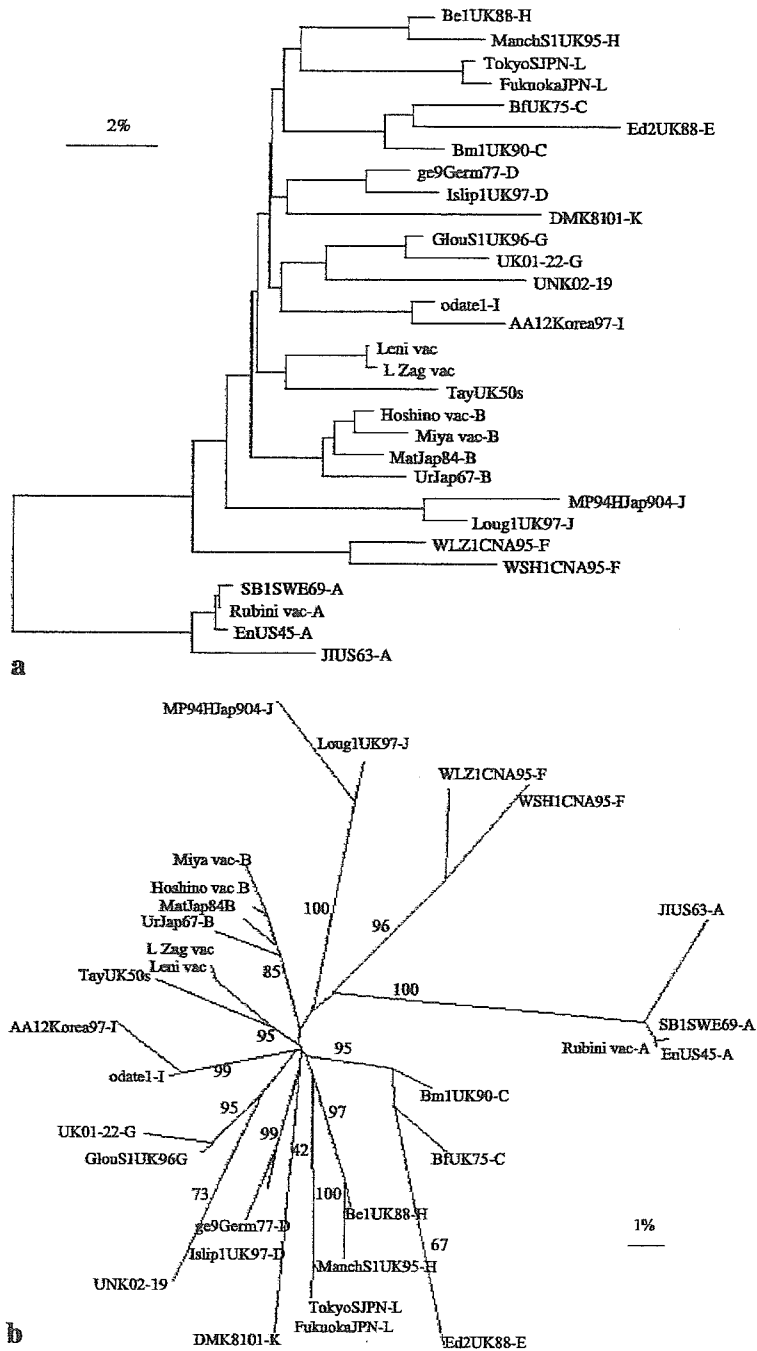 Be1UK88-H
ManchS1UK95-H
TokyoSJPN-L
FukuokaJPN-L
2%
BfUK75-C
Ed2UK88-E
Bm1UK90-C
ge9Germ77-D
Islip1UK97-D
DMK8101-K
GlouS1UK96-G
UK01-22-G
UNK02-19
odate1-I
AA12Korea97-I
Leni vac
L Zag vac
TayUK50s
Hoshino vac-B
Miya vac-B
MatJap84-B
UrJap67-B
MP94HJap904-J
Loug1UK97-J
WLZ1CNA95-F
WSH1CNA95-F
SB1SWE69-A
Rubini vac-A
EnUS45-A
JIUS63-A
a
MP94HJap904-J
Loug1UK97-J
WLZ1CNA95-F
WSH1CNA95-F
Miya vac-B
Hoshino vac B
MatJap84B
UrJap67-B
100
96
JIUS63-A
L Zag vac
Leni vac
TayUK50s
85
100
AA12Korea97-I
95
SB1SWE69-A
Rubini vac-A
EnUS45-A
odate1-I
99
95
Bm1UK90-C
95
97
UK01-22-G
99
42
GlouS1UK96G
BfUK75-C
73
100
ge9Germ77-D
Be1UK88-H
67
1%
Islip1UK97-D
ManchS1UK95-H
UNK02-19
TokyoSJPN-L
FukuokaJPN-L
DMK8101-K
Ed2UK88-E
b